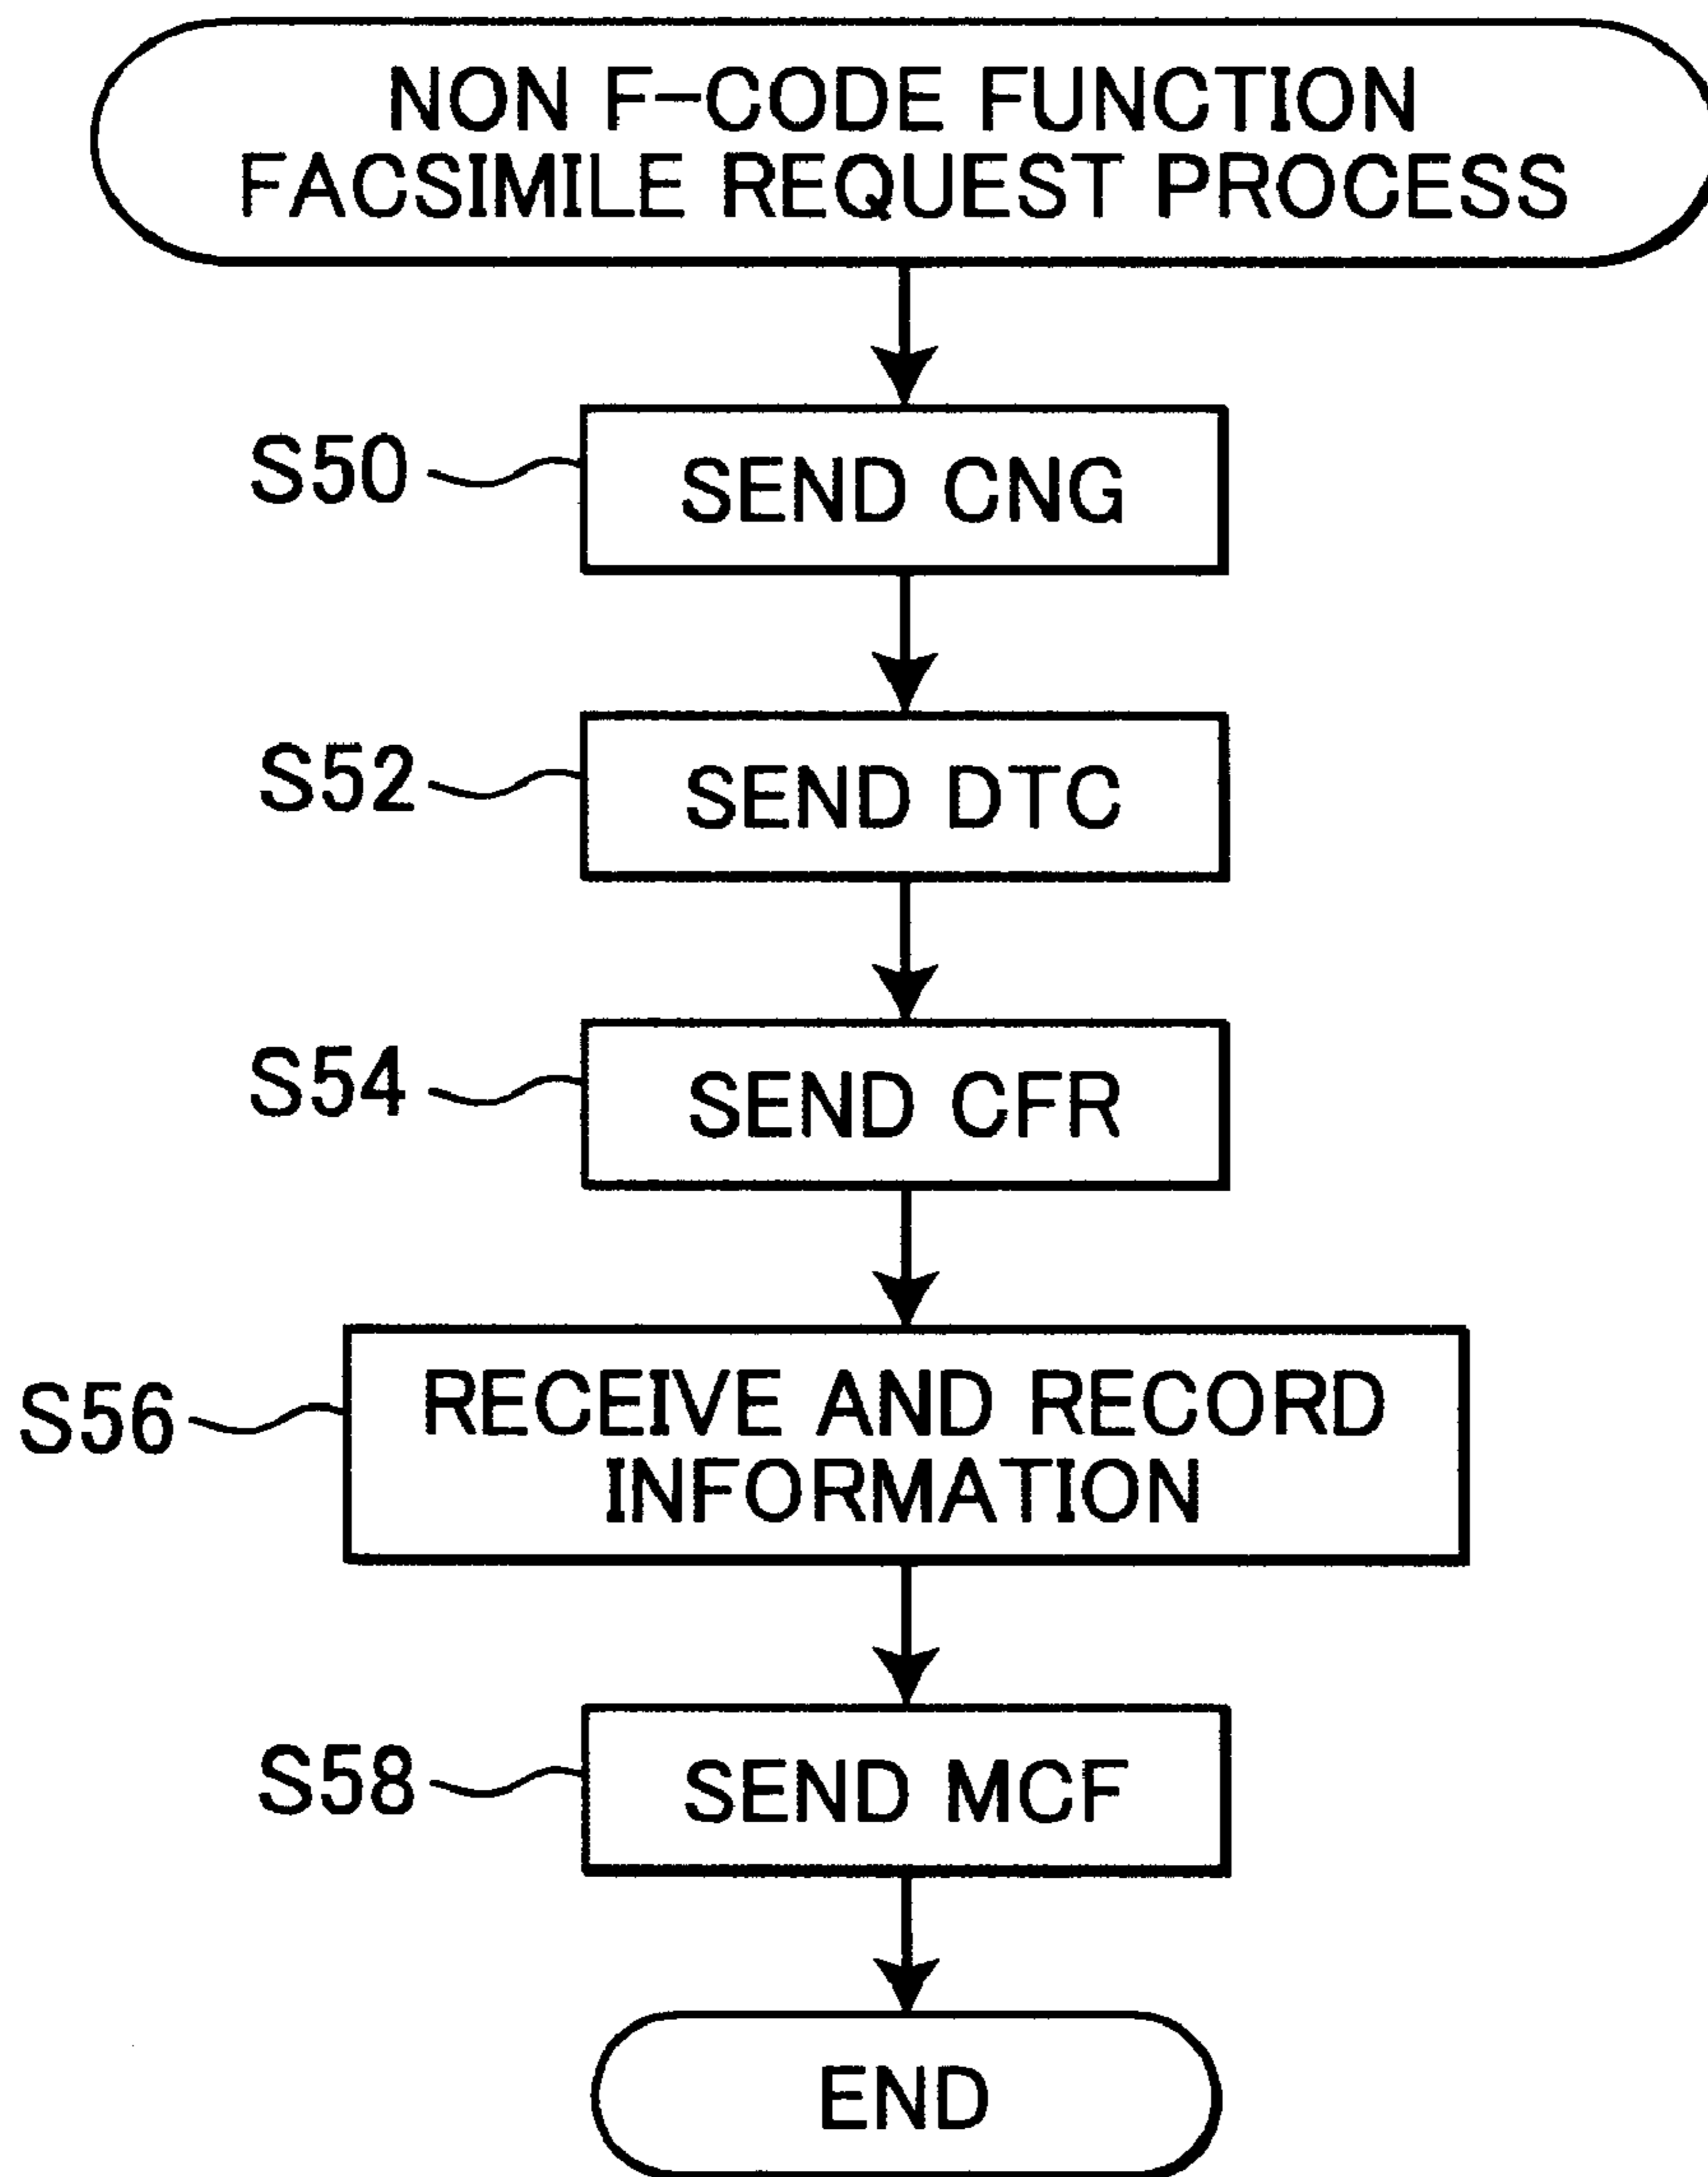 NON F-CODE FUNCTION
FACSIMILE REQUEST PROCESS
S50
SEND CNG
S52
SEND DTC
S54
SEND CFR
S56
RECEIVE AND RECORD
INFORMATION
S58
SEND MCF
END